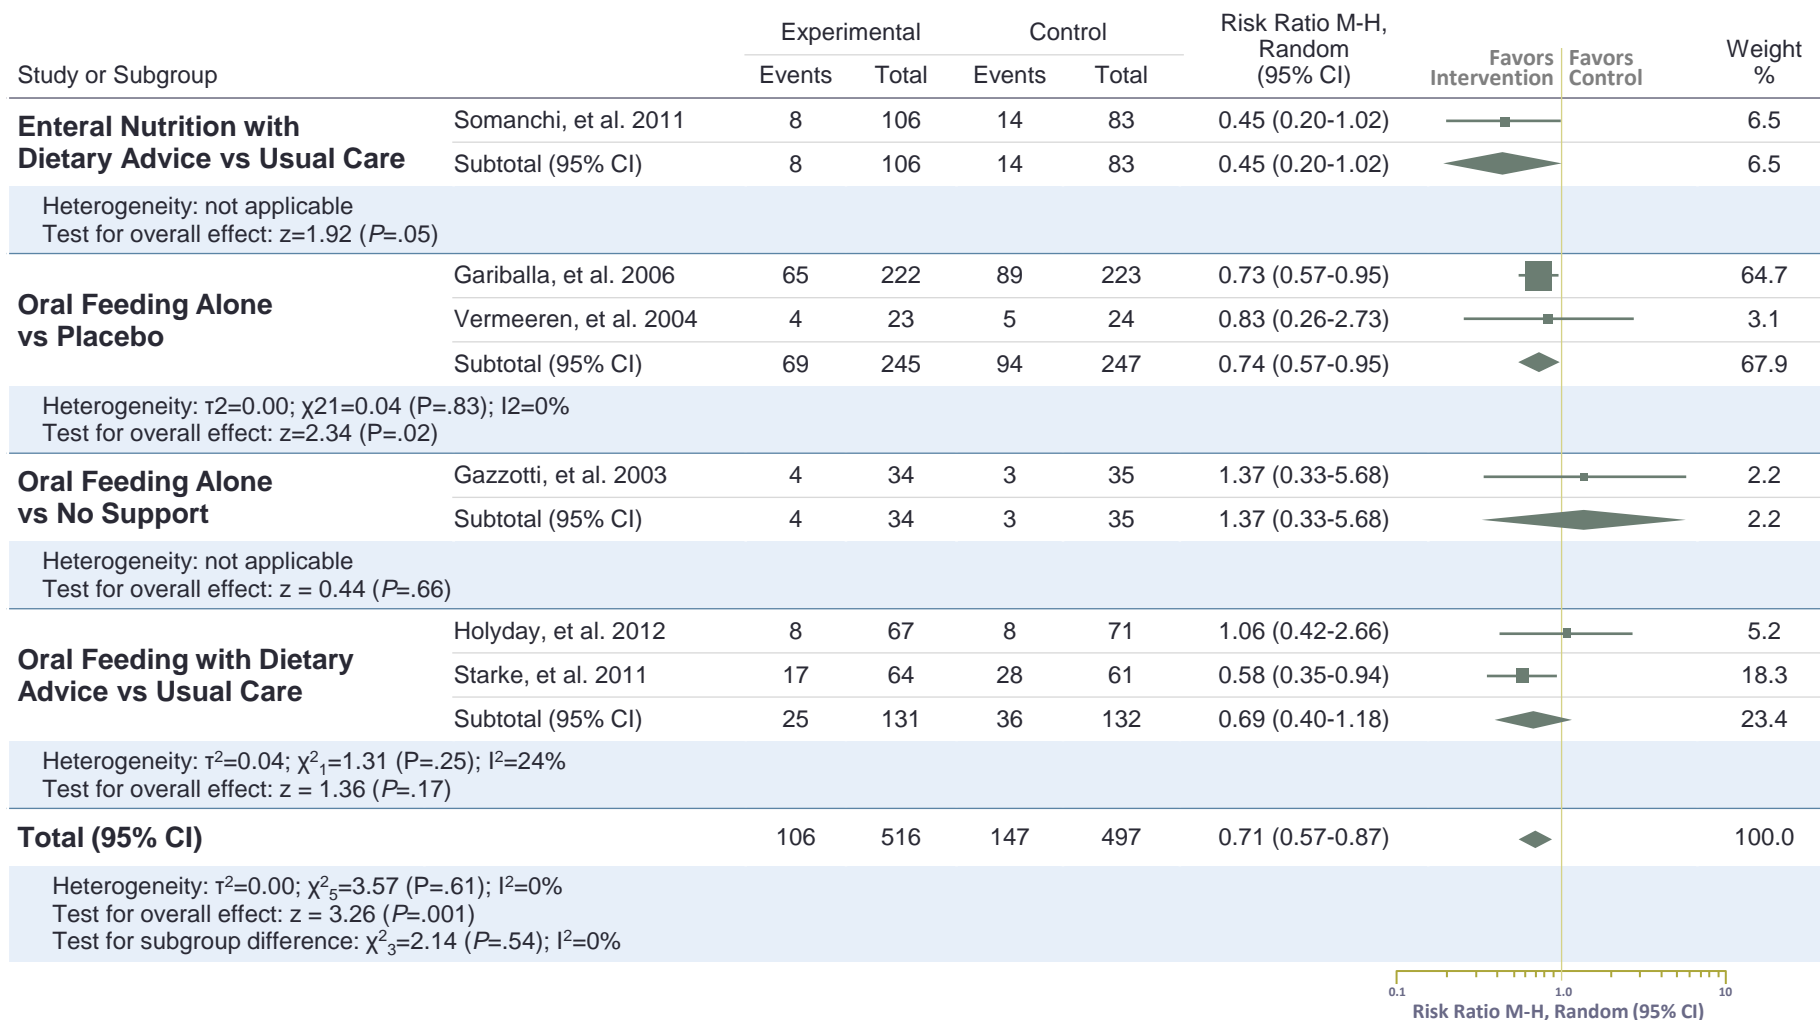 Study or Subgroup Experimental Control Risk Ratio M-H, Random (95% CI) Favors Intervention Favors Control Weight %
Events Total Events Total
Enteral Nutrition with
Dietary Advice vs Usual Care
Somanchi, et al. 2011 8 106 14 83 0.45 (0.20-1.02) 6.5
Subtotal (95% CI) 8 106 14 83 0.45 (0.20-1.02) 6.5
Heterogeneity: not applicable
Test for overall effect: z=1.92 (P=.05)
Oral Feeding Alone
vs Placebo
Gariballa, et al. 2006 65 222 89 223 0.73 (0.57-0.95) 64.7
Vermeeren, et al. 2004 4 23 5 24 0.83 (0.26-2.73) 3.1
Subtotal (95% CI) 69 245 94 247 0.74 (0.57-0.95) 67.9
Heterogeneity: τ2=0.00; χ21=0.04 (P=.83); I2=0%
Test for overall effect: z=2.34 (P=.02)
Oral Feeding Alone
vs No Support
Gazzotti, et al. 2003 4 34 3 35 1.37 (0.33-5.68) 2.2
Subtotal (95% CI) 4 34 3 35 1.37 (0.33-5.68) 2.2
Heterogeneity: not applicable
Test for overall effect: z = 0.44 (P=.66)
Oral Feeding with Dietary
Advice vs Usual Care
Holyday, et al. 2012 8 67 8 71 1.06 (0.42-2.66) 5.2
Starke, et al. 2011 17 64 28 61 0.58 (0.35-0.94) 18.3
Subtotal (95% CI) 25 131 36 132 0.69 (0.40-1.18) 23.4
Heterogeneity: τ²=0.04; χ²₁=1.31 (P=.25); I²=24%
Test for overall effect: z = 1.36 (P=.17)
Total (95% CI) 106 516 147 497 0.71 (0.57-0.87) 100.0
Heterogeneity: τ²=0.00; χ²₅=3.57 (P=.61); I²=0%
Test for overall effect: z = 3.26 (P=.001)
Test for subgroup difference: χ²₃=2.14 (P=.54); I²=0%
0.1 1.0 10
Risk Ratio M-H, Random (95% CI)